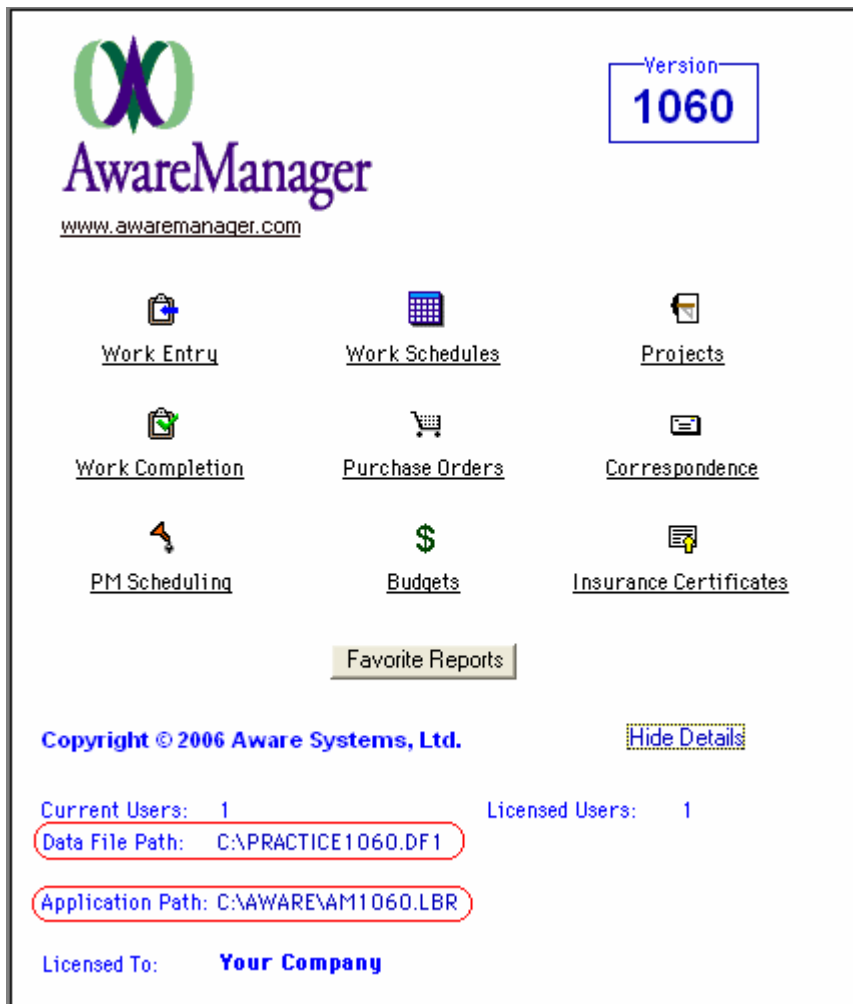 Version
1060
AwareManager
www.awaremanager.com
Work Entry Work Schedules Projects
Work Completion Purchase Orders Correspondence
$
PM Scheduling Budgets Insurance Certificates
Favorite Reports
Copyright © 2006 Aware Systems, Ltd. Hide Details
Current Users: 1 Licensed Users: 1
Data File Path: C:\PRACTICE1060.DF1
Application Path: C:\AWARE\AM1060.LBR
Licensed To: Your Company